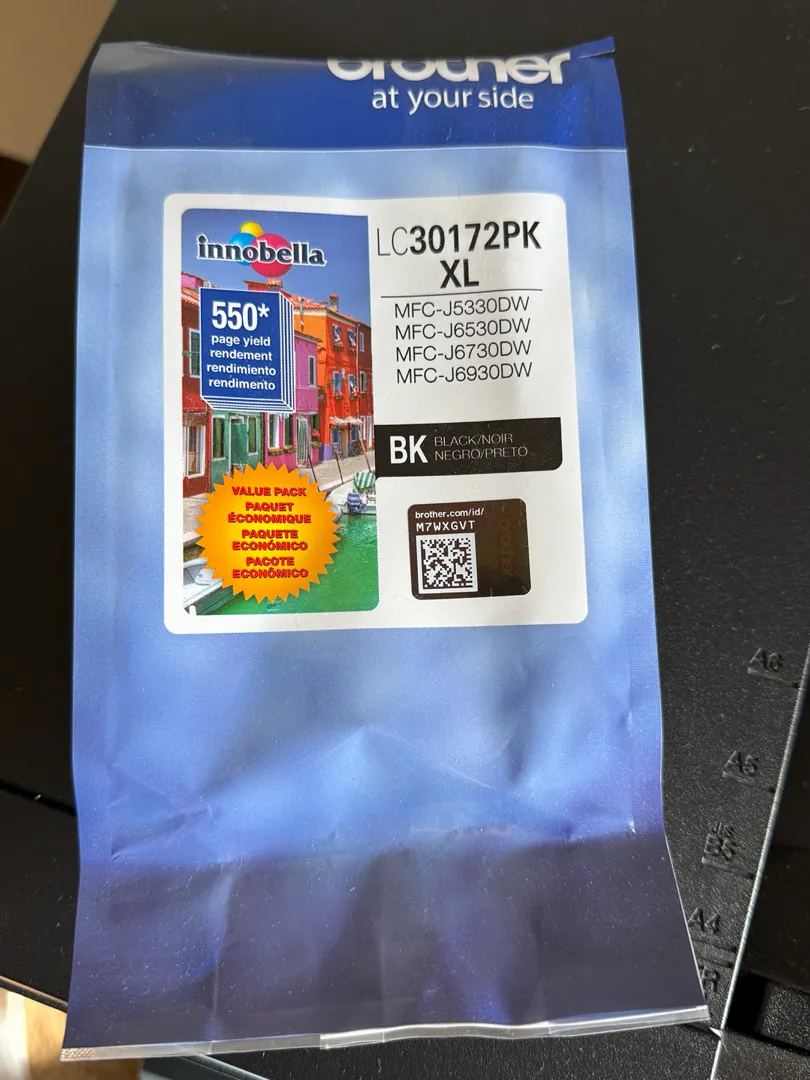 brother
at your side
innobella
550*
page yield
rendement
rendimiento
rendimento
VALUE PACK
PAQUET
ÉCONOMIQUE
PAQUETE
ECONÓMICO
PACOTE
ECONÔMICO
LC30172PK
XL
MFC-J5330DW
MFC-J6530DW
MFC-J6730DW
MFC-J6930DW
BK
BLACK/NOIR
NEGRO/PRETO
brother.com/id/
M7WXGVT
brother
A6
A5
A4